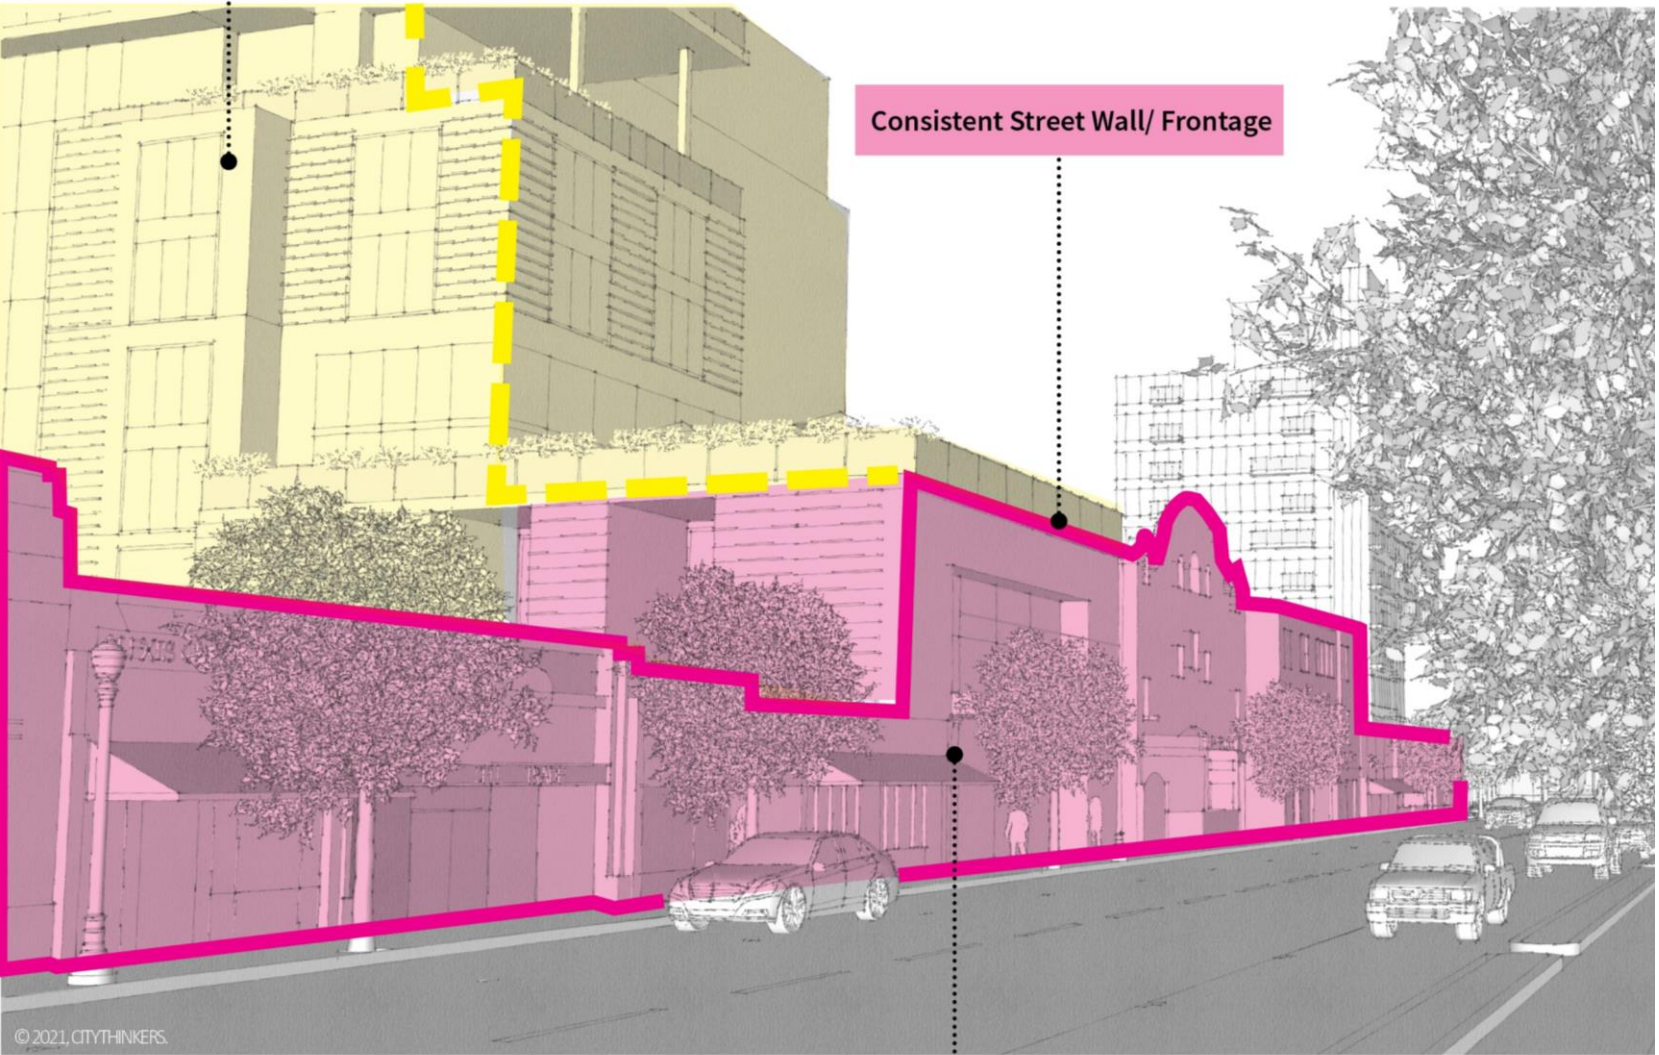 Consistent Street Wall/ Frontage
© 2021, CITYTHINKERS.